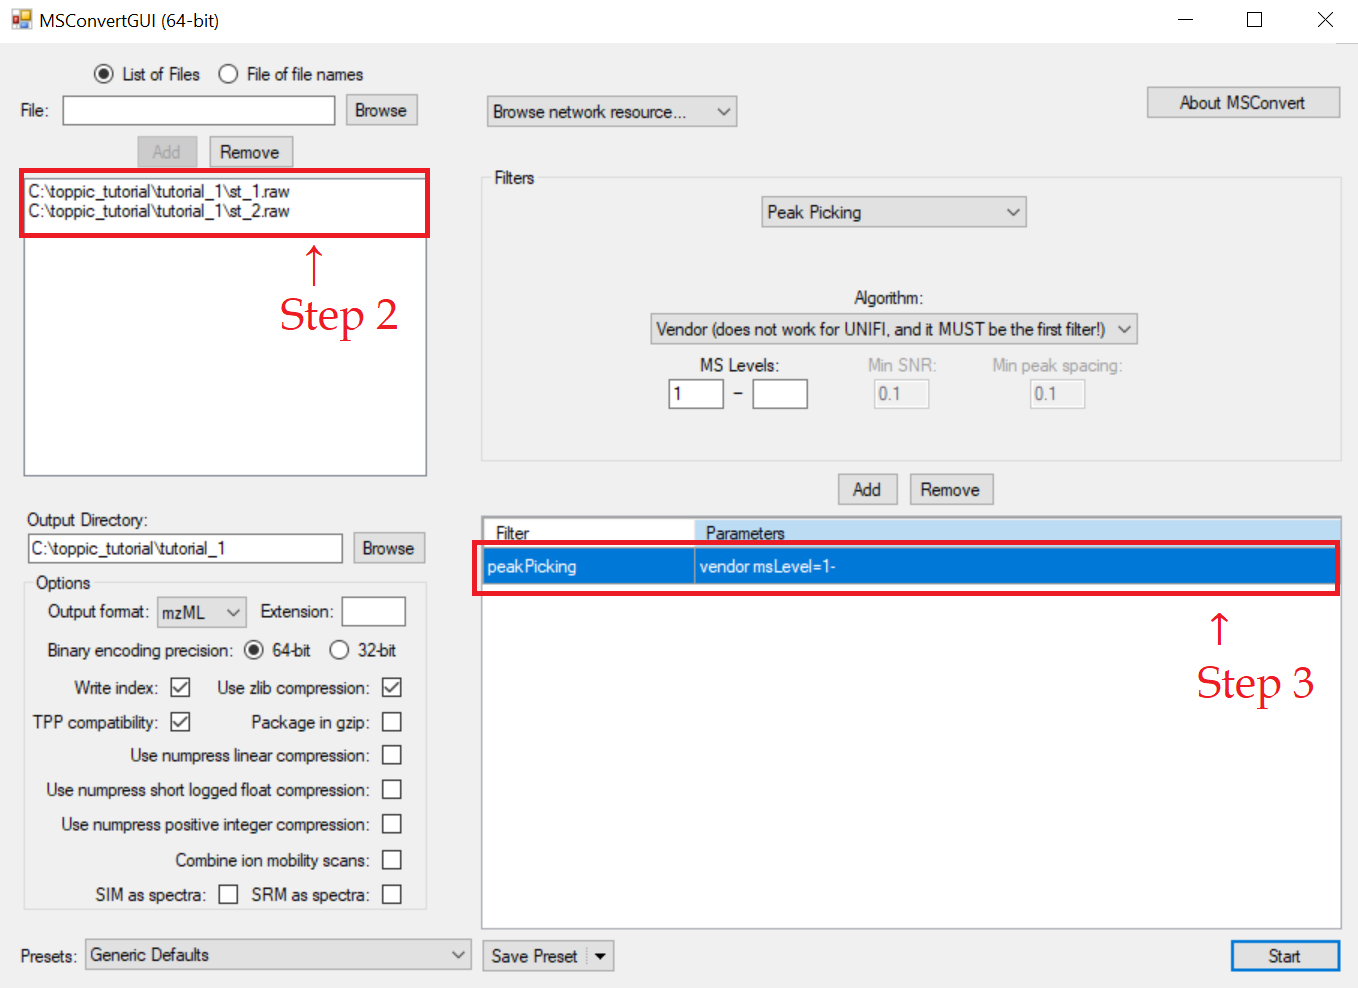 MSConvertGUI (64-bit)
List of Files File of file names
File: Browse
Add Remove
C:\toppic_tutorial\tutorial_1\st_1.raw
C:\toppic_tutorial\tutorial_1\st_2.raw
↑
Step 2
Output Directory:
C:\toppic_tutorial\tutorial_1 Browse
Options
Output format: mzML Extension:
Binary encoding precision: 64-bit 32-bit
Write index: Use zlib compression:
TPP compatibility: Package in gzip:
Use numpress linear compression:
Use numpress short logged float compression:
Use numpress positive integer compression:
Combine ion mobility scans:
SIM as spectra: SRM as spectra:
Presets: Generic Defaults Save Preset
Browse network resource... About MSConvert
Filters
Peak Picking
Algorithm:
Vendor (does not work for UNIFI, and it MUST be the first filter!)
MS Levels: Min SNR: Min peak spacing:
1 - 0.1 0.1
Add Remove
Filter Parameters
peakPicking vendor msLevel=1-
↑
Step 3
Start